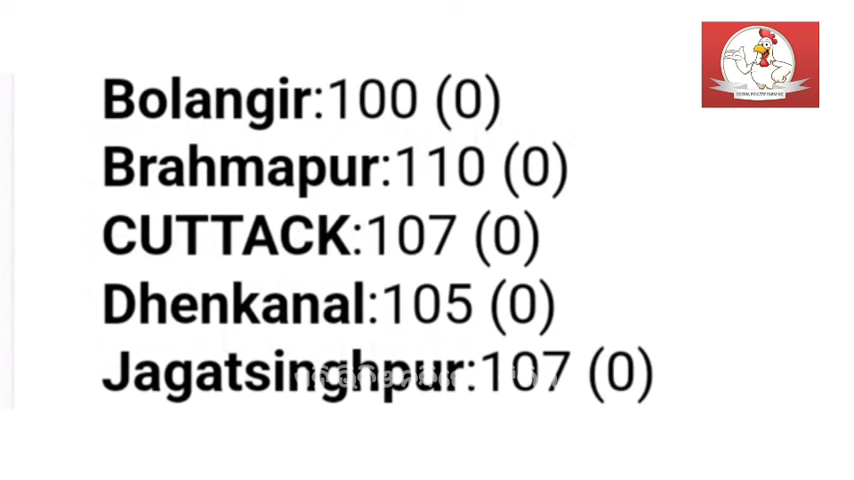 Bolangir:100 (0)
Brahmapur:110 (0)
CUTTACK:107 (0)
Dhenkanal:105 (0)
Jagatsinghpur:107 (0)